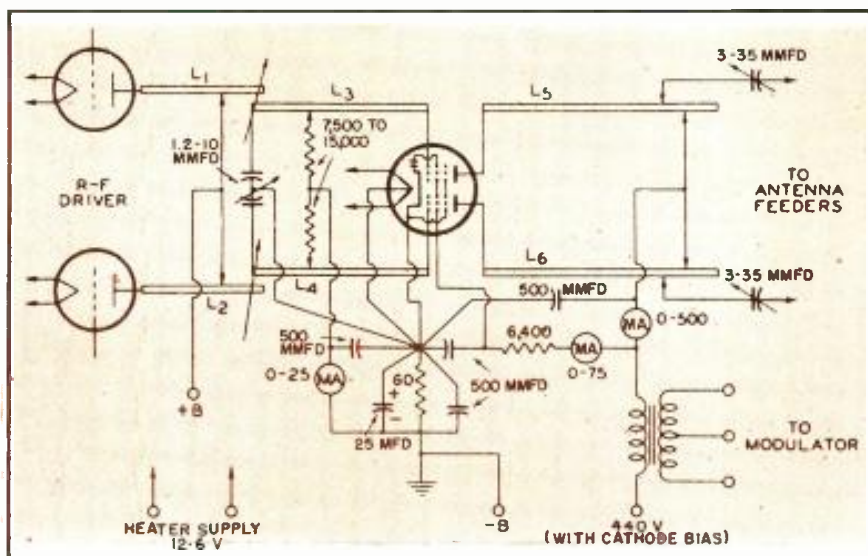 3-35 MMFD
L1
L3
L5
7,500 TO
15,000
1.2-10
MMFD
R-F
DRIVER
TO
ANTENNA
FEEDERS
L2
L4
L6
3-35 MMFD
500 MMFD
MA
0-500
500
MMFD
6,400
MA
0-75
0-25
MA
60
500 MMFD
+
-
25 MFD
+B
TO
MODULATOR
HEATER SUPPLY
12.6 V
-B
440 V
(WITH CATHODE BIAS)